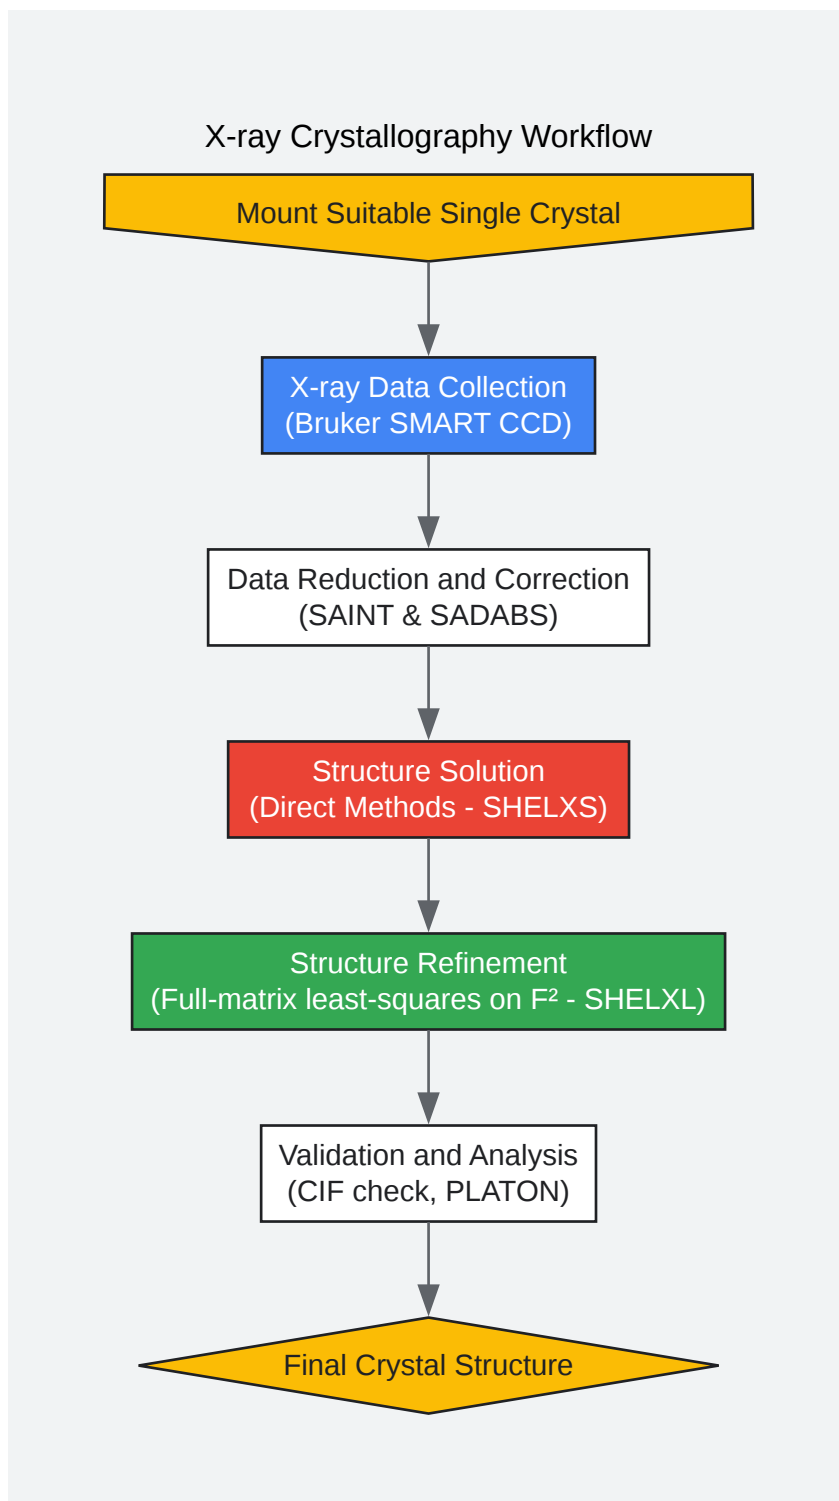 X-ray Crystallography Workflow
Mount Suitable Single Crystal
X-ray Data Collection
(Bruker SMART CCD)
Data Reduction and Correction
(SAINT & SADABS)
Structure Solution
(Direct Methods - SHELXS)
Structure Refinement
(Full-matrix least-squares on F² - SHELXL)
Validation and Analysis
(CIF check, PLATON)
Final Crystal Structure